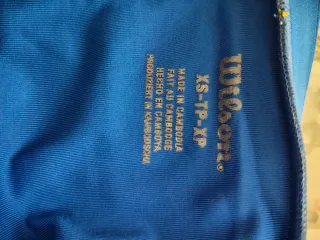 Wilson.
XS-TP-XP
MADE IN CAMBODIA
FAIT AU CAMBODGE
HECHO EN CAMBOYA
PRODUZIERT IN KAMBODSCHA